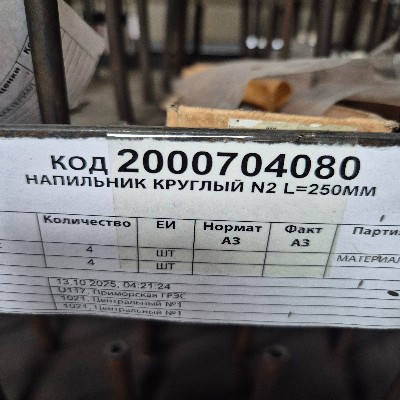 КОД 2000704080
НАПИЛЬНИК КРУГЛЫЙ N2 L=250ММ
Количество ЕИ Нормат АЗ Факт АЗ
4 ШТ МАТЕРИАЛ
4 ШТ
13.10.2025, 04:21:24
U117, Приморская ГРЭС
1021, Центральный №1
1021, Центральный №1